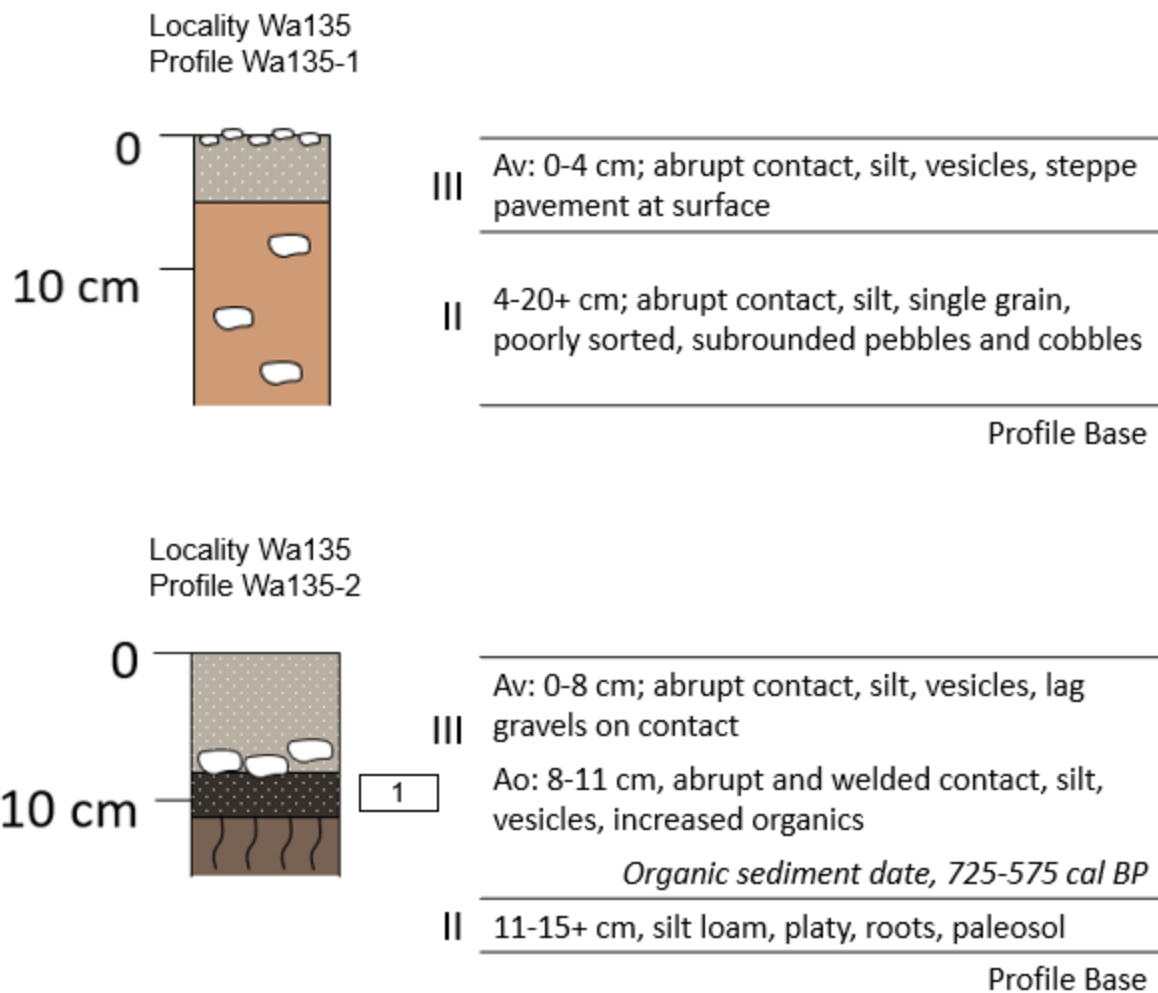 Locality Wa135
Profile Wa135-1
0
10 cm
III
Av: 0-4 cm; abrupt contact, silt, vesicles, steppe
pavement at surface
II
4-20+ cm; abrupt contact, silt, single grain,
poorly sorted, subrounded pebbles and cobbles
Profile Base
Locality Wa135
Profile Wa135-2
0
10 cm
1
III
Av: 0-8 cm; abrupt contact, silt, vesicles, lag
gravels on contact
Ao: 8-11 cm, abrupt and welded contact, silt,
vesicles, increased organics
Organic sediment date, 725-575 cal BP
II
11-15+ cm, silt loam, platy, roots, paleosol
Profile Base